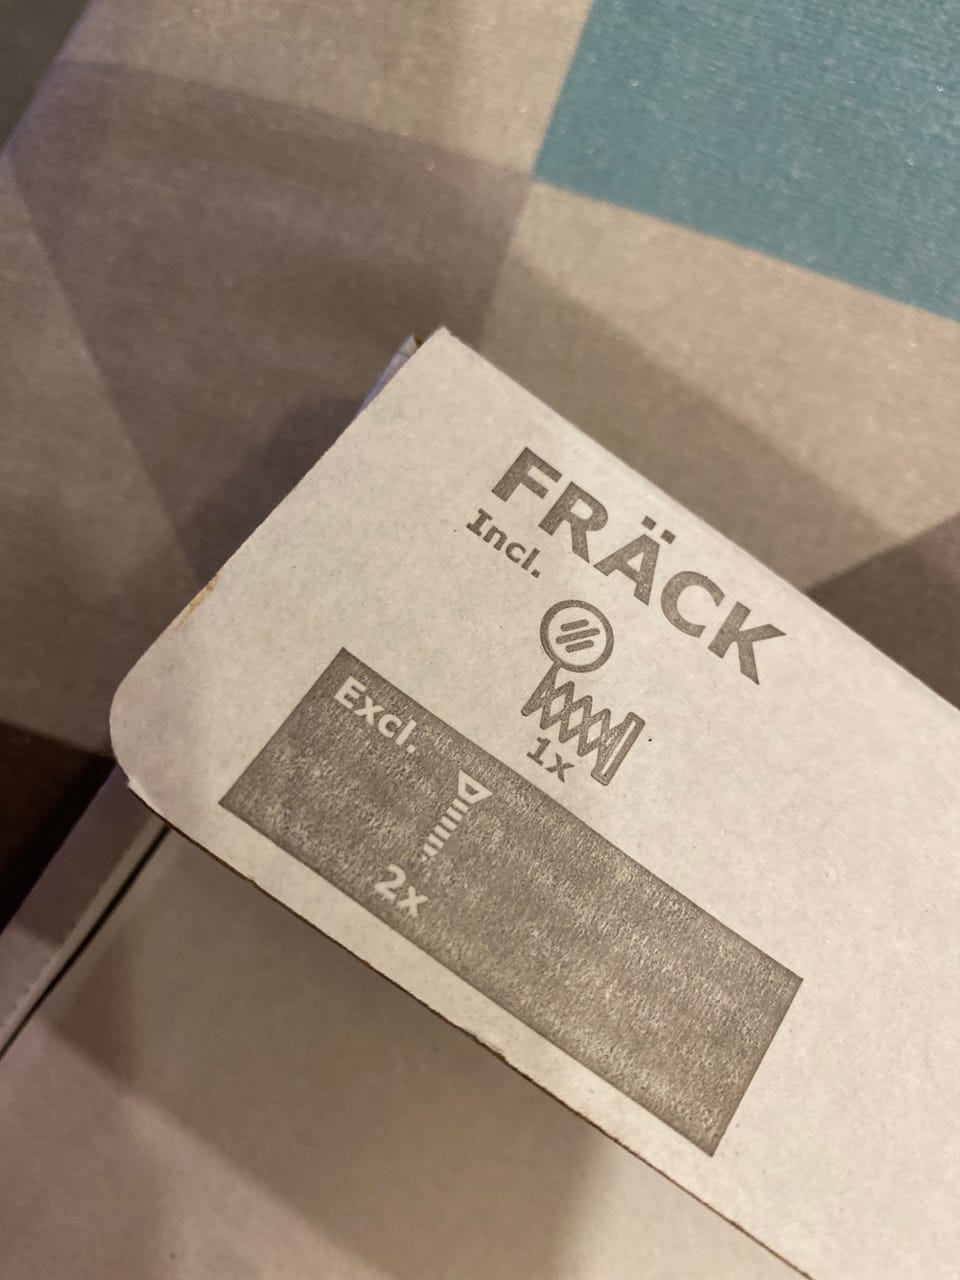 FRÄCK
Incl.
1x
Excl.
2x